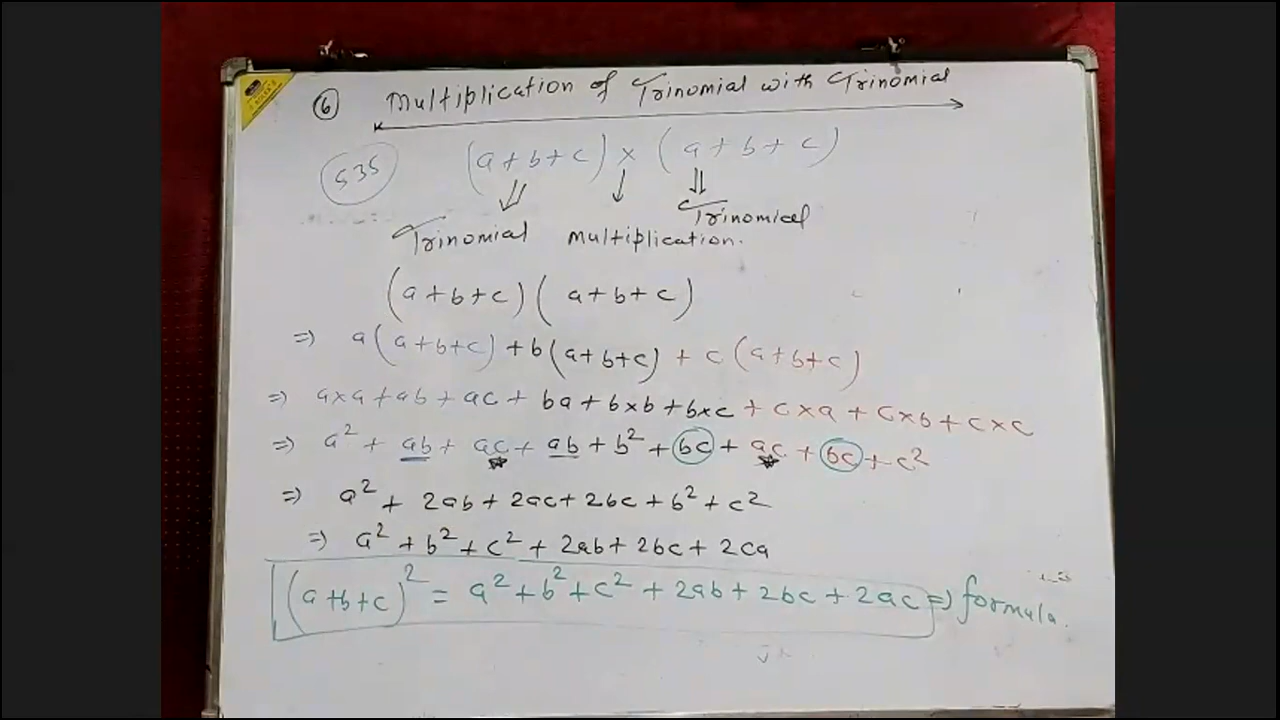 6 Multiplication of Trinomial with Trinomial
535 (a+b+c) × (a+b+c)
Trinomial multiplication. Trinomial
(a+b+c)(a+b+c)
=) a(a+b+c) + b(a+b+c) + c(a+b+c)
=) a×a + ab + ac + ba + b×b + b×c + c×a + c×b + c×c
=) a² + ab + ac + ab + b² + bc + ac + bc + c²
=) a² + 2ab + 2ac + 2bc + b² + c²
=) a² + b² + c² + 2ab + 2bc + 2ca
(a+b+c)² = a² + b² + c² + 2ab + 2bc + 2ac =) formula.